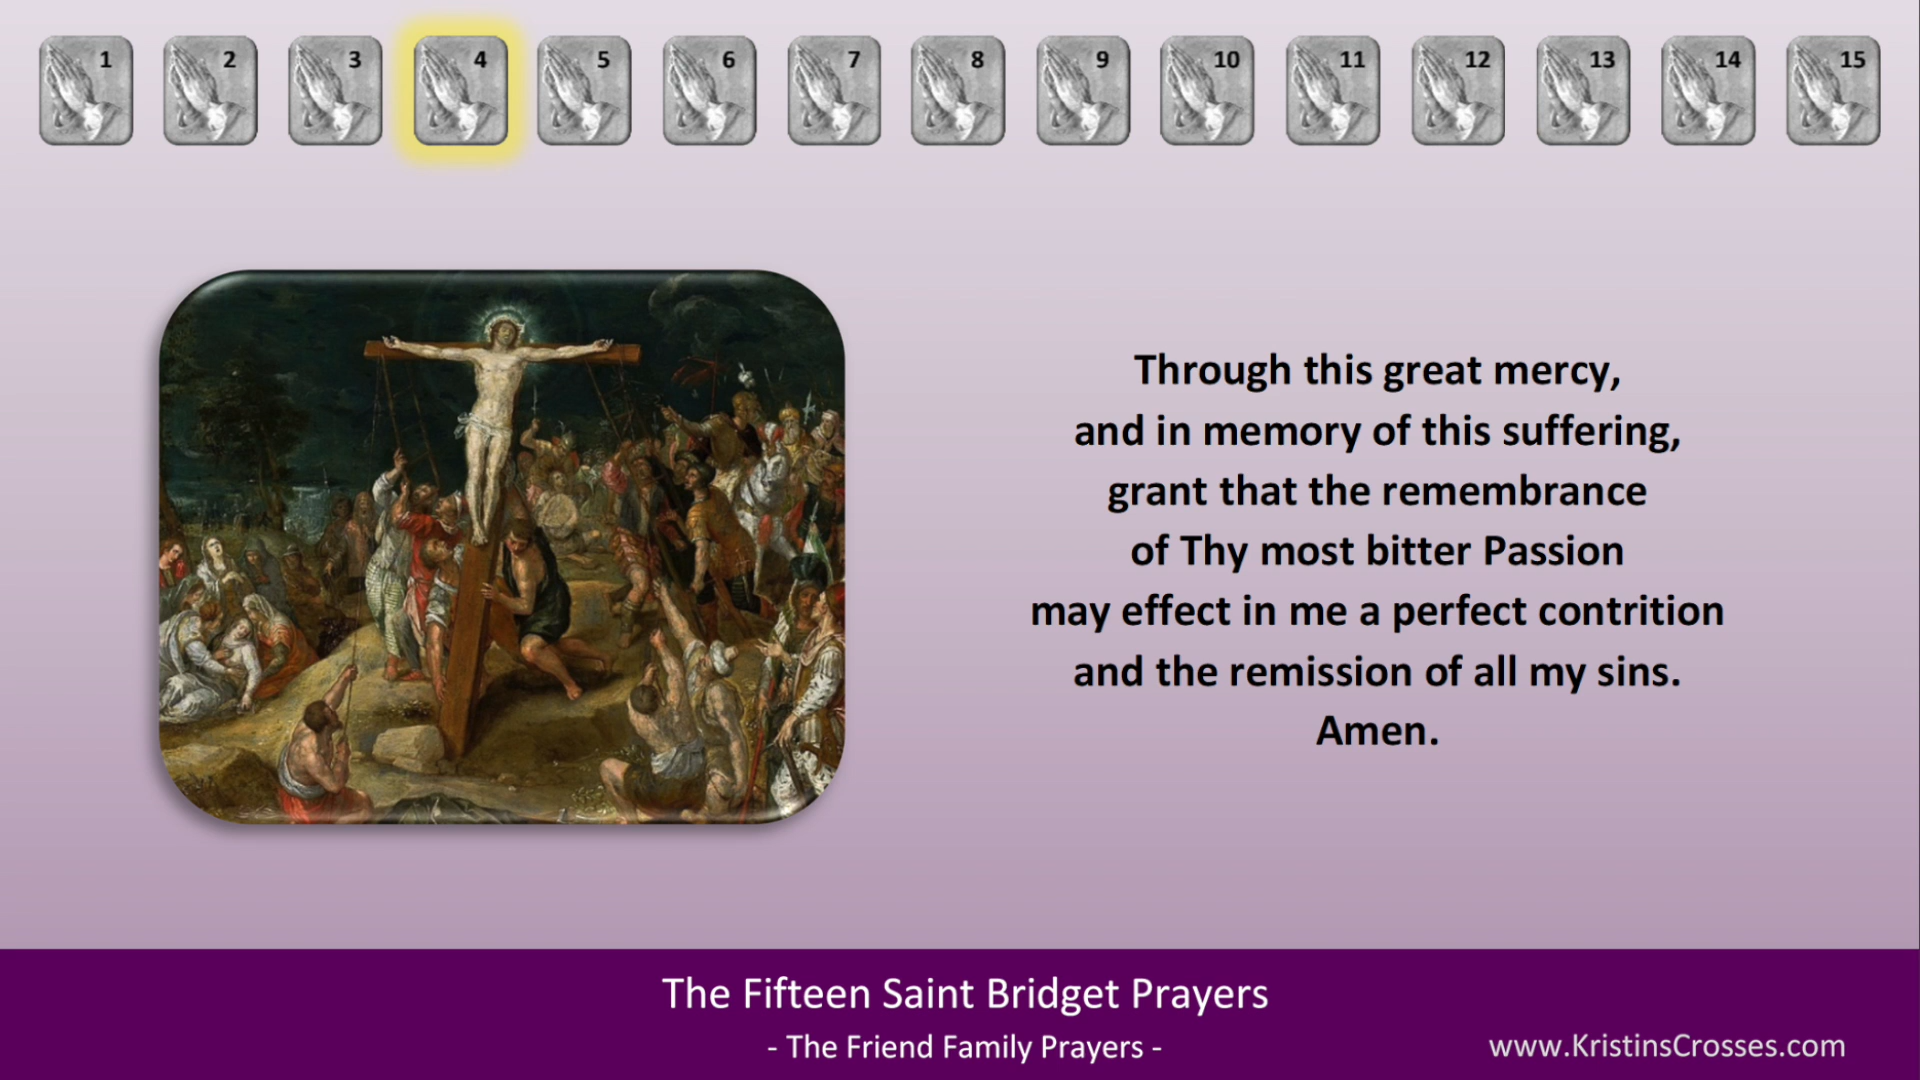 1 2 3 4 5 6 7 8 9 10 11 12 13 14 15
Through this great mercy,
and in memory of this suffering,
grant that the remembrance
of Thy most bitter Passion
may effect in me a perfect contrition
and the remission of all my sins.
Amen.
The Fifteen Saint Bridget Prayers
- The Friend Family Prayers -
www.KristinsCrosses.com